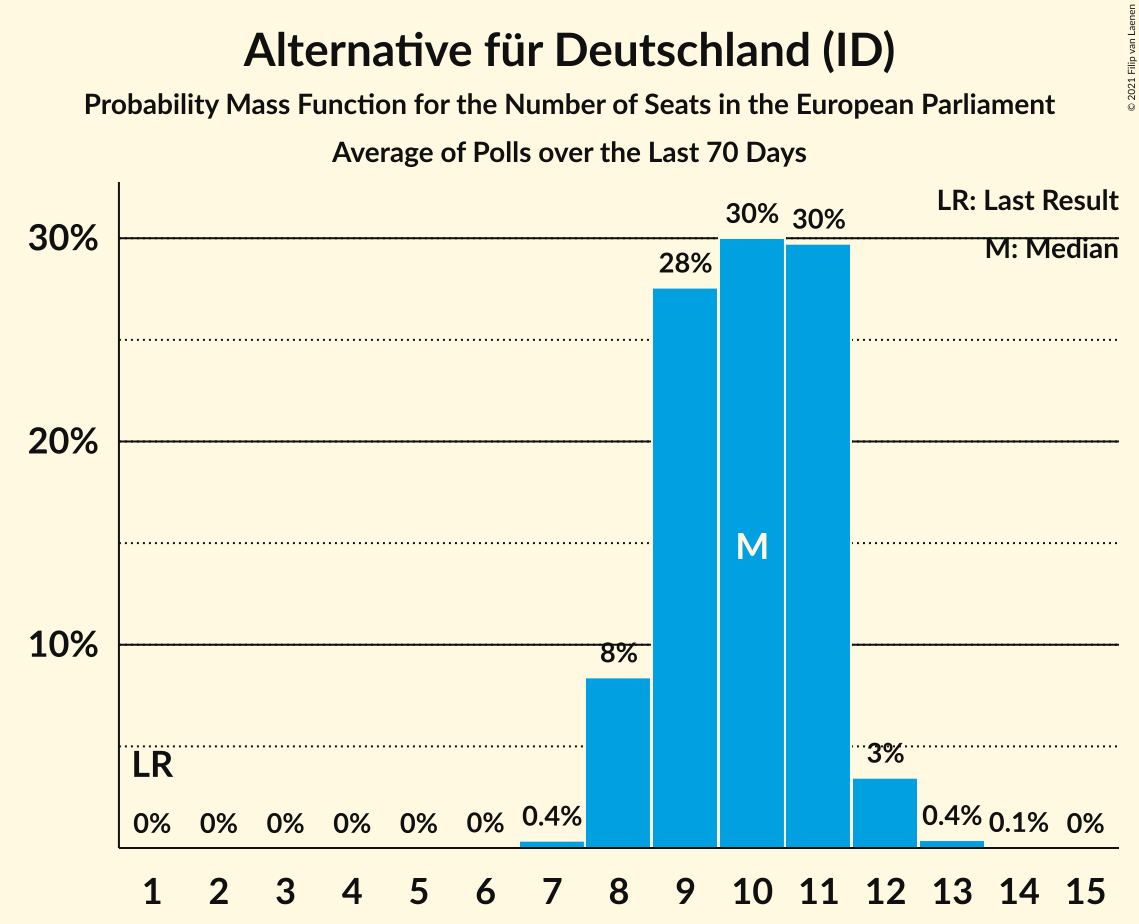 Alternative für Deutschland (ID)
Probability Mass Function for the Number of Seats in the European Parliament
Average of Polls over the Last 70 Days
© 2021 Filip van Laenen
LR: Last Result
M: Median
30%
20%
10%
30%
30%
28%
M
8%
LR
3%
0%
0%
0%
0%
0%
0%
0.4%
0.4%
0.1%
0%
1 2 3 4 5 6 7 8 9 10 11 12 13 14 15